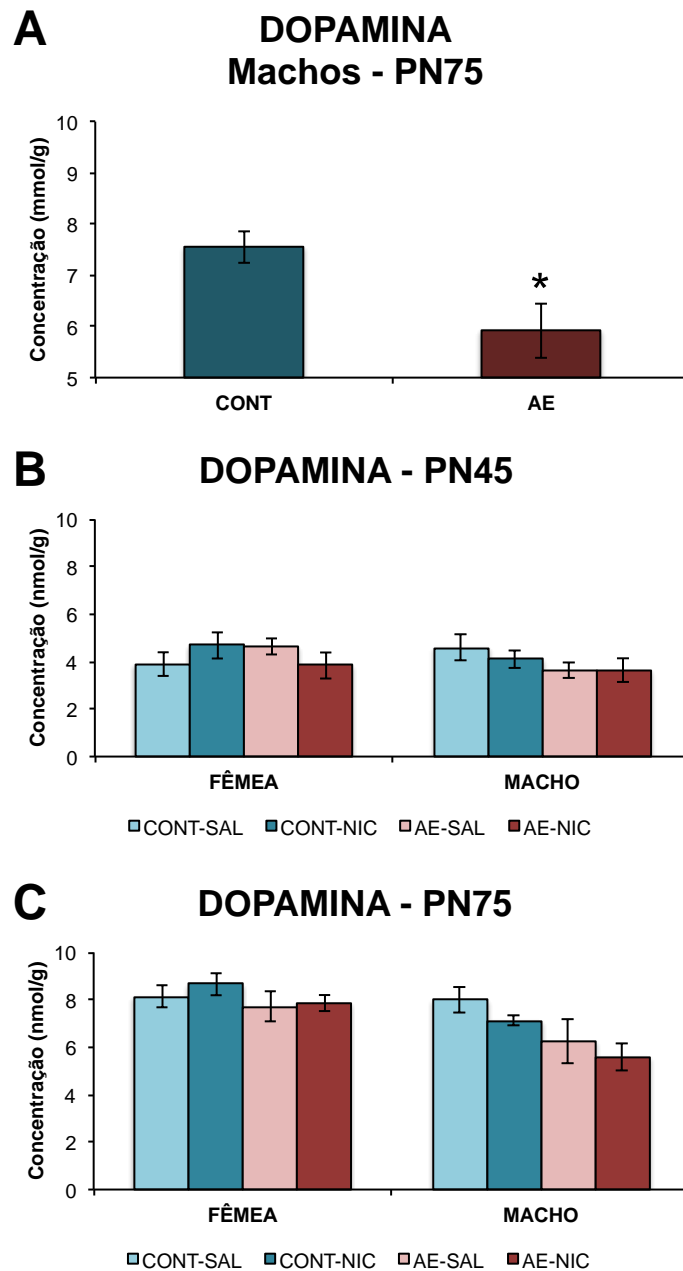 A
DOPAMINA
Machos - PN75
Concentração (mmol/g)
10
9
8
7
6
5
*
CONT AE
B
DOPAMINA - PN45
Concentração (nmol/g)
10
8
6
4
2
0
FÊMEA MACHO
CONT-SAL CONT-NIC AE-SAL AE-NIC
C
DOPAMINA - PN75
Concentração (nmol/g)
10
8
6
4
2
0
FÊMEA MACHO
CONT-SAL CONT-NIC AE-SAL AE-NIC